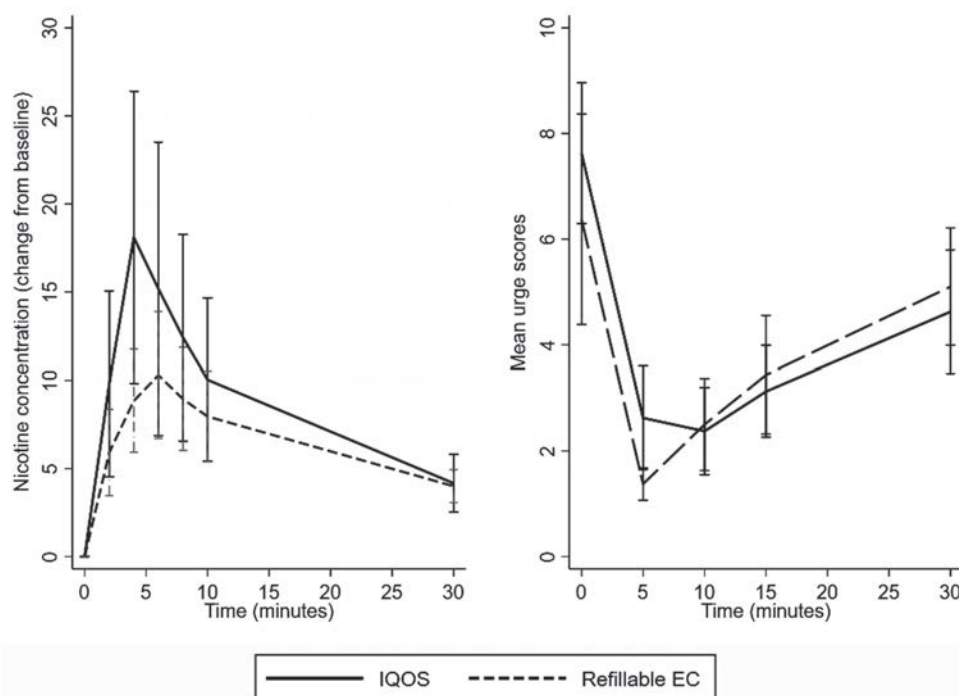 Nicotine concentration (change from baseline)
30
25
20
15
10
5
0
0 5 10 15 20 25 30
Time (minutes)
Mean urge scores
10
8
6
4
2
0
0 5 10 15 20 25 30
Time (minutes)
IQOS Refillable EC